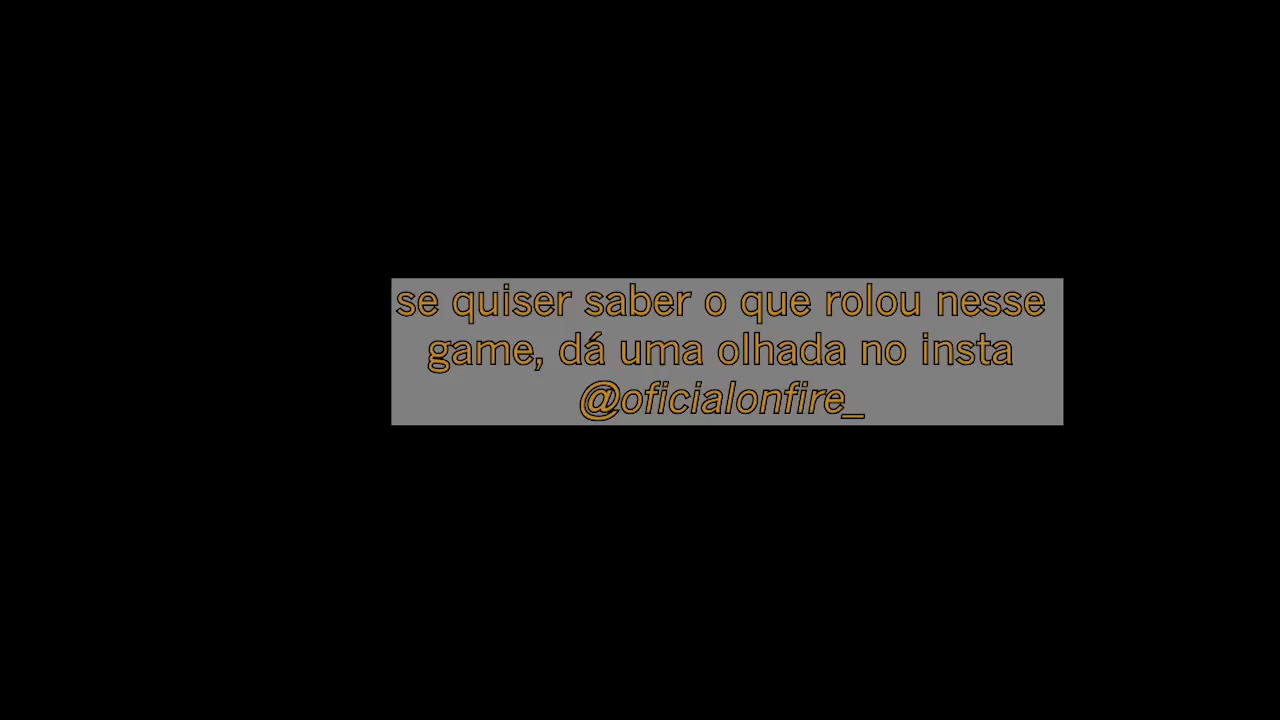 se quiser saber o que rolou nesse
game, dá uma olhada no insta
@oficialonfire_